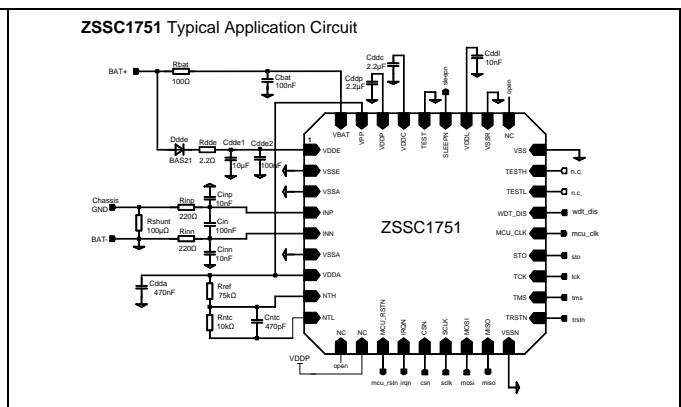 ZSSC1751 Typical Application Circuit
BAT+
Rbat
100Ω
Cbat
100nF
Cddp
2.2µF
Cddc
2.2µF
sleepn
Cddl
10nF
open
Ddde
BAS21
Rdde
2.2Ω
Cdde1
10µF
Cdde2
100nF
VBAT
VPP
VDDP
VDDC
TEST
SLEEPN
VDDL
VSSR
NC
1
VDDE
VSSE
VSSA
INP
INN
VSSA
VDDA
NTH
NTL
ZSSC1751
VSS
TESTH
n.c.
TESTL
n.c.
WDT_DIS
wdt_dis
MCU_CLK
mcu_clk
STO
sto
TCK
tck
TMS
tms
TRSTN
trstn
Chassis
GND
BAT-
Rshunt
100µΩ
Rinp
220Ω
Rinn
220Ω
Cinp
10nF
Cin
100nF
Cinn
10nF
Cdda
470nF
Rref
75kΩ
Rntc
10kΩ
Cntc
470pF
NC
NC
MCU_RSTN
IRQN
CSN
SCLK
MOSI
MISO
VSSN
VDDP
open
mcu_rstn
irqn
csn
sclk
mosi
miso